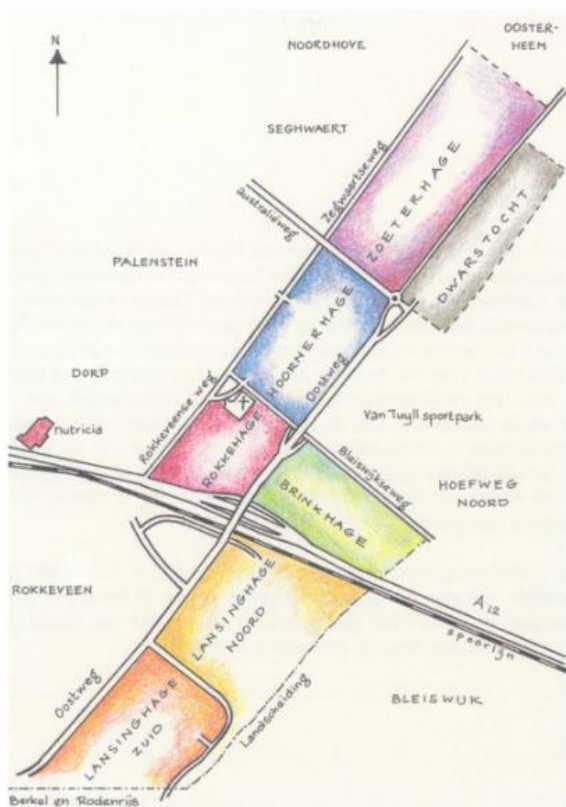 OOSTER-
HEEM
N
NOORDHOVE
SEGHWAERT
Zegwaartseweg
ZOETERHAGE
australiëweg
DWARSTOCHT
PALENSTEIN
HOORNERHAGE
Oostweg
DORP
Rokkeveense weg
Van Tuyll sportpark
nutricia
ROKKEHAGE
Bleiswijkseweg
HOEFWEG
NOORD
BRINKHAGE
ROKKEVEEN
LANSINGHAGE
NOORD
A12
spoorlijn
Oostweg
Landscheiding
BLEISWIJK
LANSINGHAGE
ZUID
Berkel en Rodenrijs